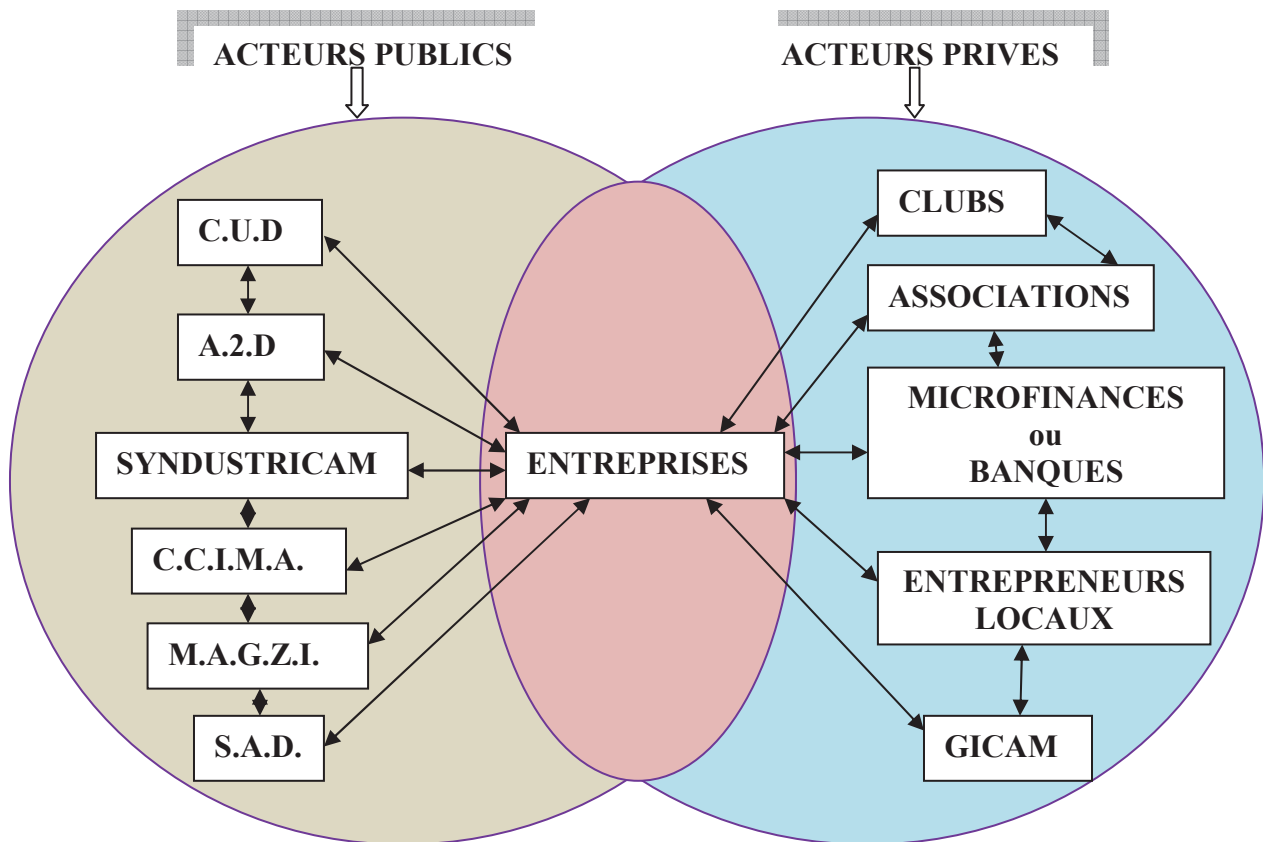 ACTEURS PUBLICS
ACTEURS PRIVES
C.U.D
A.2.D
SYNDUSTRICAM
C.C.I.M.A.
M.A.G.Z.I.
S.A.D.
ENTREPRISES
CLUBS
ASSOCIATIONS
MICROFINANCES
ou
BANQUES
ENTREPRENEURS
LOCAUX
GICAM